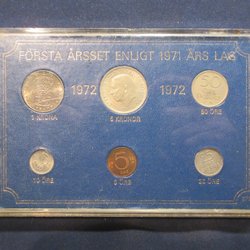 FÖRSTA ÅRSSET ENLIGT 1971 ÅRS LAG
1972 1972
1 KRONA 5 KRONOR 50 ÖRE
10 ÖRE 5 ÖRE 25 ÖRE